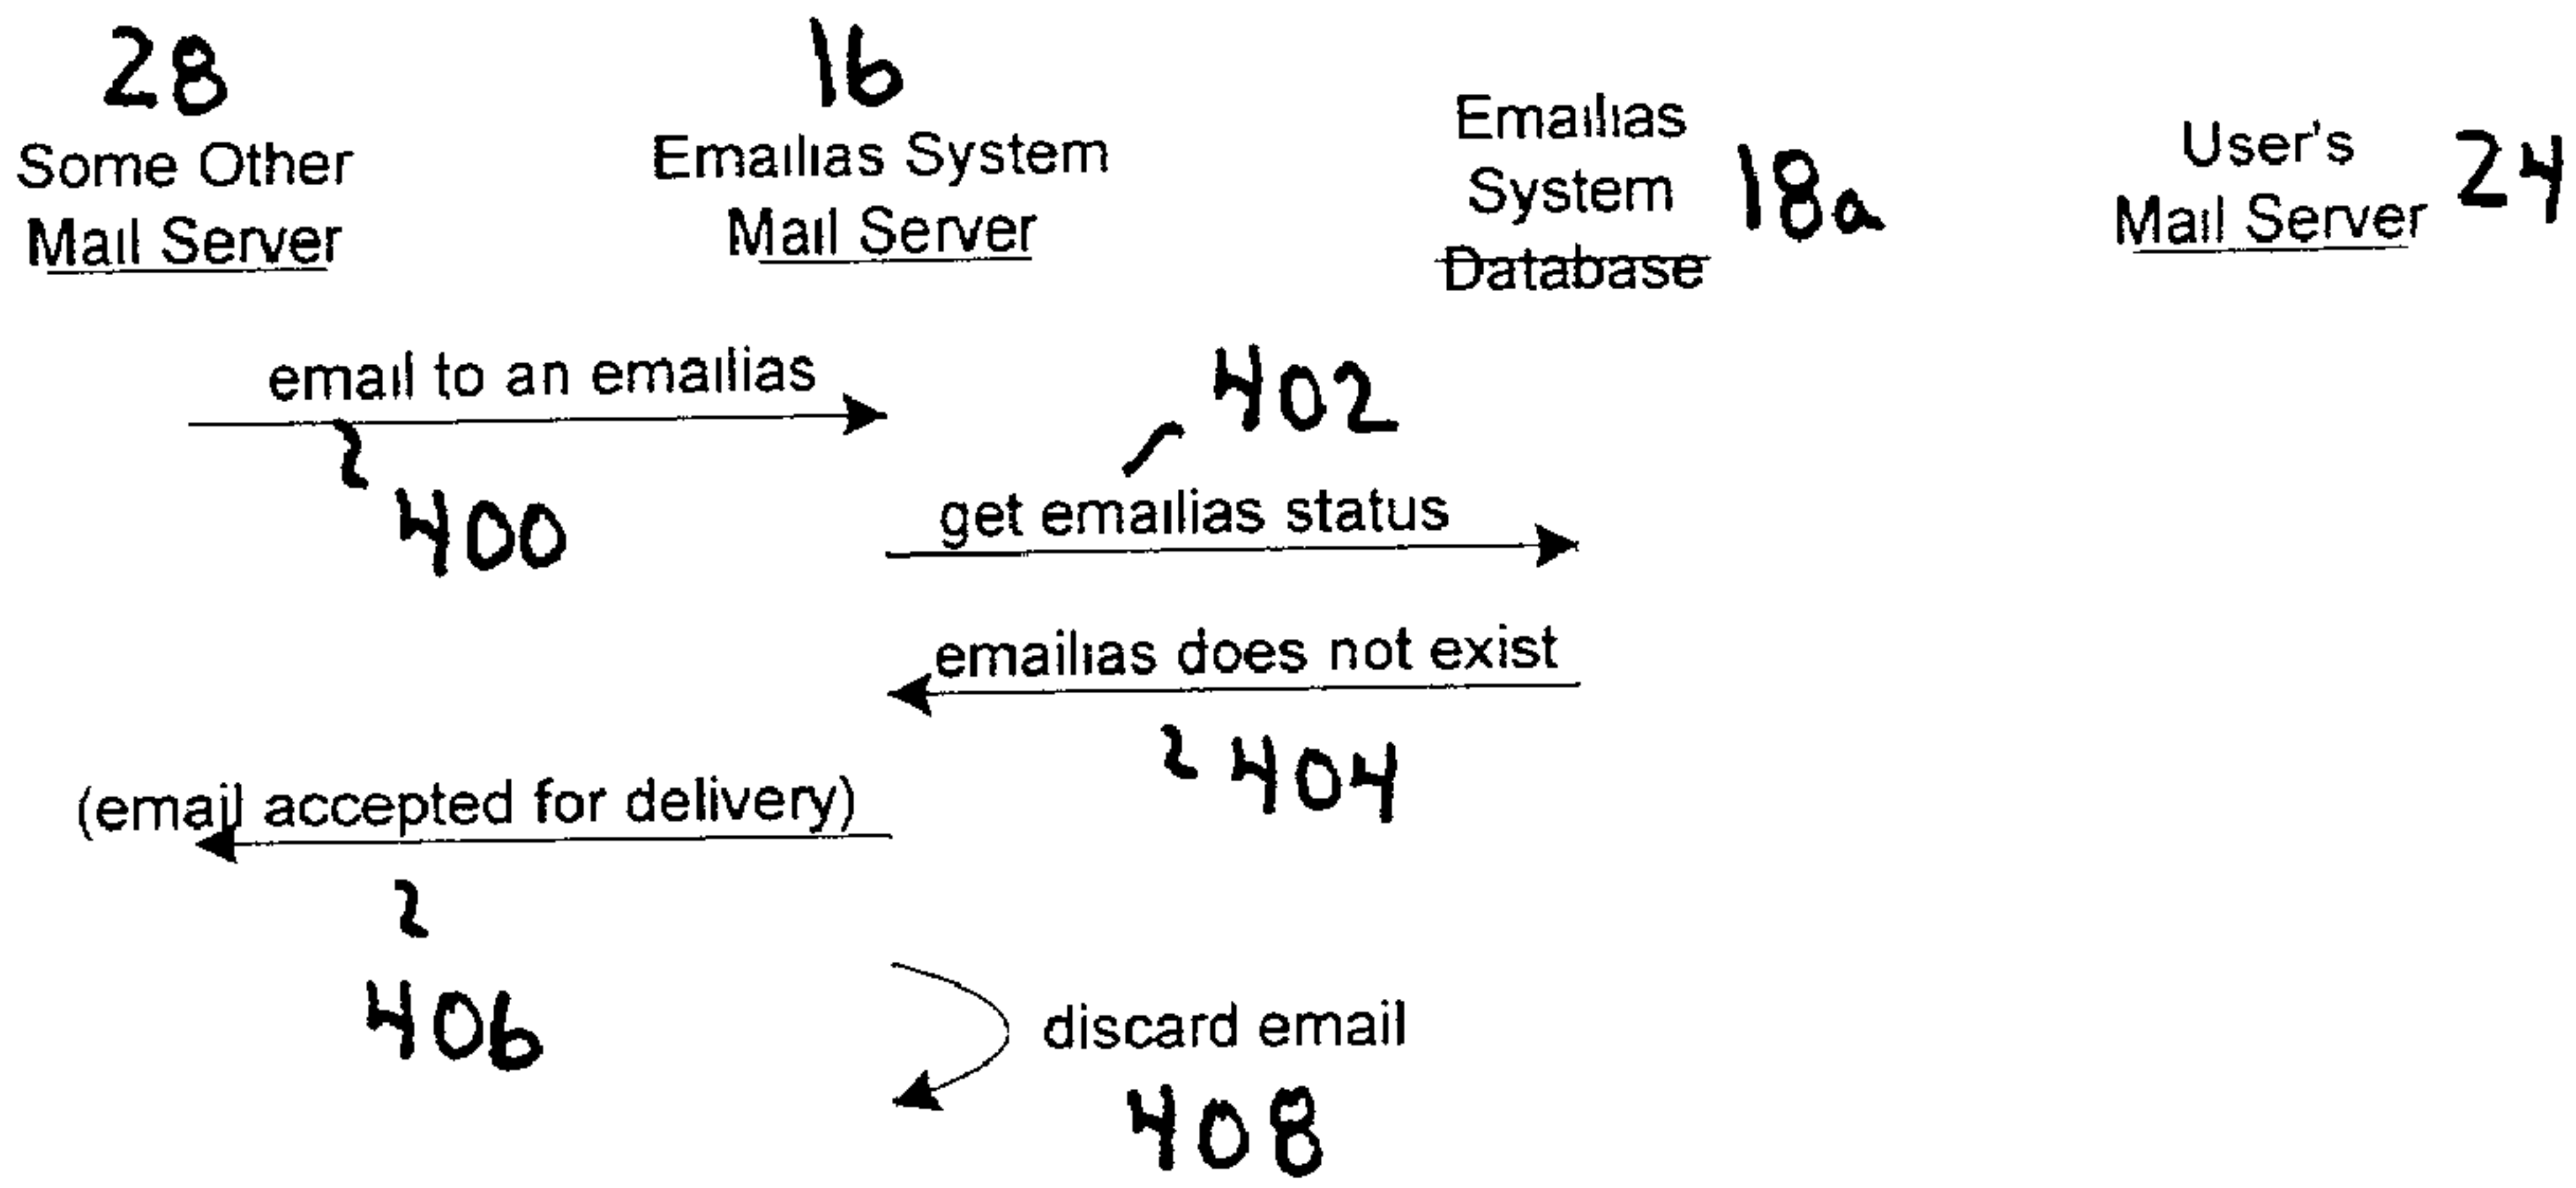 28
Some Other
Mail Server
16
Emailias System
Mail Server
Emailias
System
Database
18a
User's
Mail Server
24
email to an emailias
400
402
get emailias status
emailias does not exist
404
(email accepted for delivery)
406
discard email
408